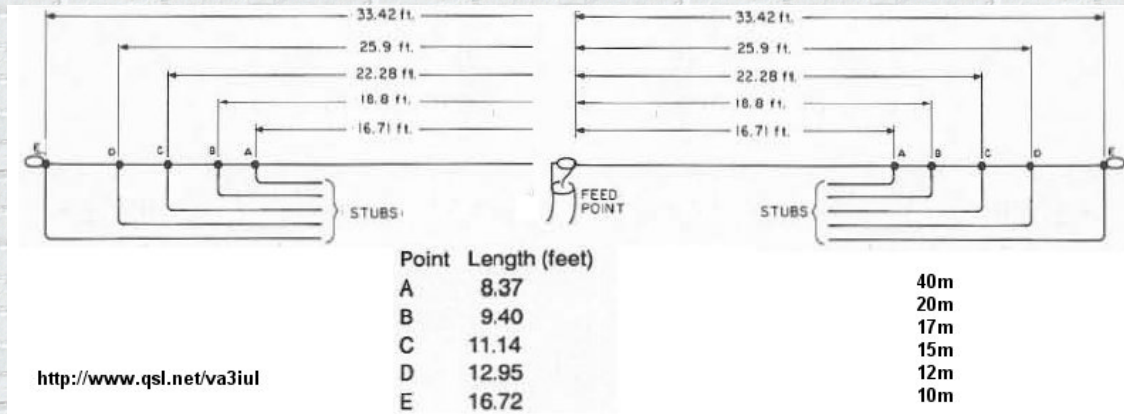 33.42 ft.
25.9 ft.
22.28 ft.
18.8 ft.
16.71 ft.
E D C B A
STUBS
33.42 ft.
25.9 ft.
22.28 ft.
18.8 ft.
16.71 ft.
A B C D E
FEED
POINT
STUBS
Point Length (feet)
A 8.37
B 9.40
C 11.14
D 12.95
E 16.72
40m
20m
17m
15m
12m
10m
http://www.qsl.net/va3iul